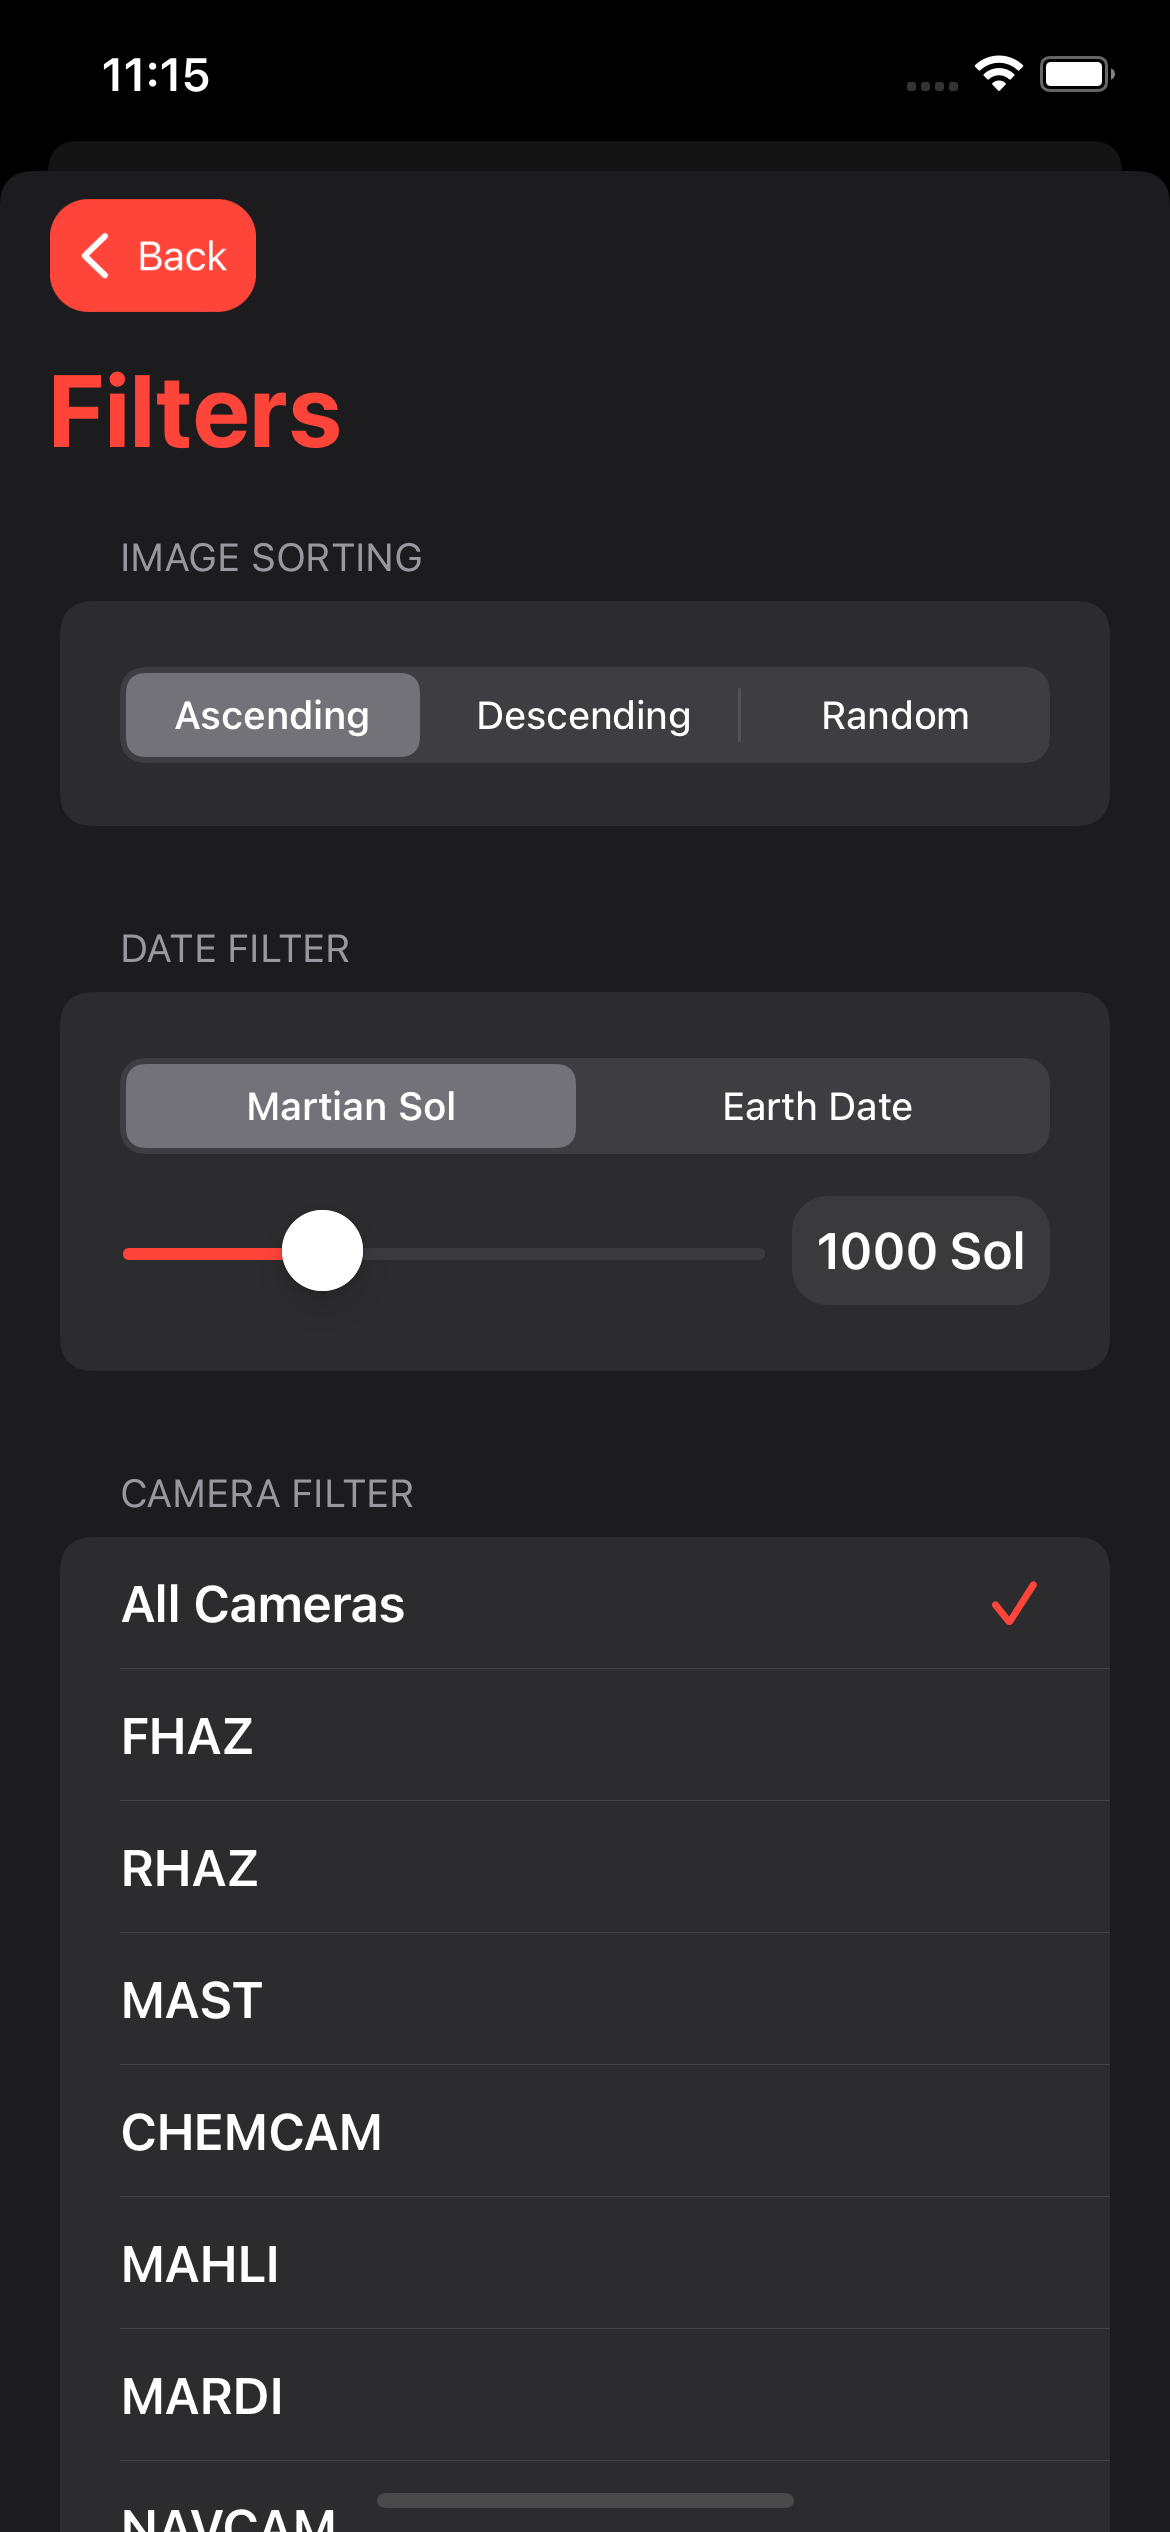 11:15
Back
Filters
IMAGE SORTING
Ascending Descending Random
DATE FILTER
Martian Sol Earth Date
1000 Sol
CAMERA FILTER
All Cameras
FHAZ
RHAZ
MAST
CHEMCAM
MAHLI
MARDI
NAVCAM